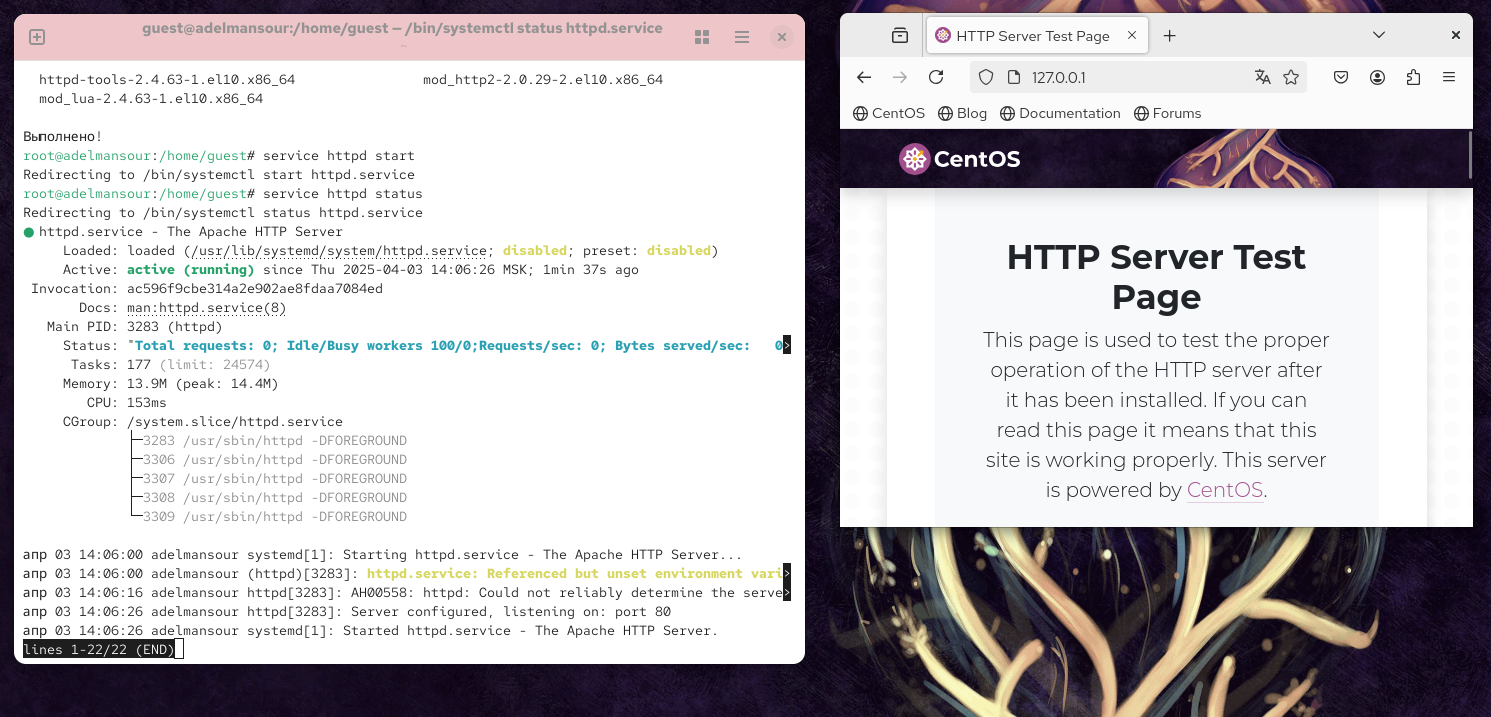 guest@adelmansour:/home/guest — /bin/systemctl status httpd.service
httpd-tools-2.4.63-1.el10.x86_64 mod_http2-2.0.29-2.el10.x86_64
mod_lua-2.4.63-1.el10.x86_64
Выполнено!
root@adelmansour:/home/guest# service httpd start
Redirecting to /bin/systemctl start httpd.service
root@adelmansour:/home/guest# service httpd status
Redirecting to /bin/systemctl status httpd.service
● httpd.service - The Apache HTTP Server
Loaded: loaded (/usr/lib/systemd/system/httpd.service; disabled; preset: disabled)
Active: active (running) since Thu 2025-04-03 14:06:26 MSK; 1min 37s ago
Invocation: ac596f9cbe314a2e902ae8fdaa7084ed
Docs: man:httpd.service(8)
Main PID: 3283 (httpd)
Status: "Total requests: 0; Idle/Busy workers 100/0;Requests/sec: 0; Bytes served/sec:   0>
Tasks: 177 (limit: 24574)
Memory: 13.9M (peak: 14.4M)
CPU: 153ms
CGroup: /system.slice/httpd.service
├─3283 /usr/sbin/httpd -DFOREGROUND
├─3306 /usr/sbin/httpd -DFOREGROUND
├─3307 /usr/sbin/httpd -DFOREGROUND
├─3308 /usr/sbin/httpd -DFOREGROUND
└─3309 /usr/sbin/httpd -DFOREGROUND
апр 03 14:06:00 adelmansour systemd[1]: Starting httpd.service - The Apache HTTP Server...
апр 03 14:06:00 adelmansour (httpd)[3283]: httpd.service: Referenced but unset environment vari>
апр 03 14:06:16 adelmansour httpd[3283]: AH00558: httpd: Could not reliably determine the serve>
апр 03 14:06:26 adelmansour httpd[3283]: Server configured, listening on: port 80
апр 03 14:06:26 adelmansour systemd[1]: Started httpd.service - The Apache HTTP Server.
lines 1-22/22 (END)
HTTP Server Test Page
127.0.0.1
CentOS Blog Documentation Forums
CentOS
HTTP Server Test
Page
This page is used to test the proper
operation of the HTTP server after
it has been installed. If you can
read this page it means that this
site is working properly. This server
is powered by CentOS.